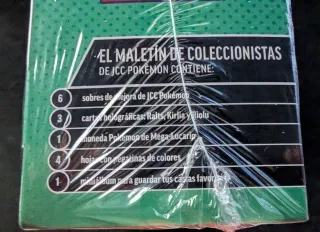 EL MALETÍN DE COLECCIONISTAS
DE JCC POKÉMON CONTIENE:
6 sobres de mejora de JCC Pokémon
3 cartas holográficas: Ralts, Kirlia y Riolu
1 moneda Pokémon de Mega-Lucario
4 hojas con pegatinas de colores
1 miniálbum para guardar tus cartas favoritas